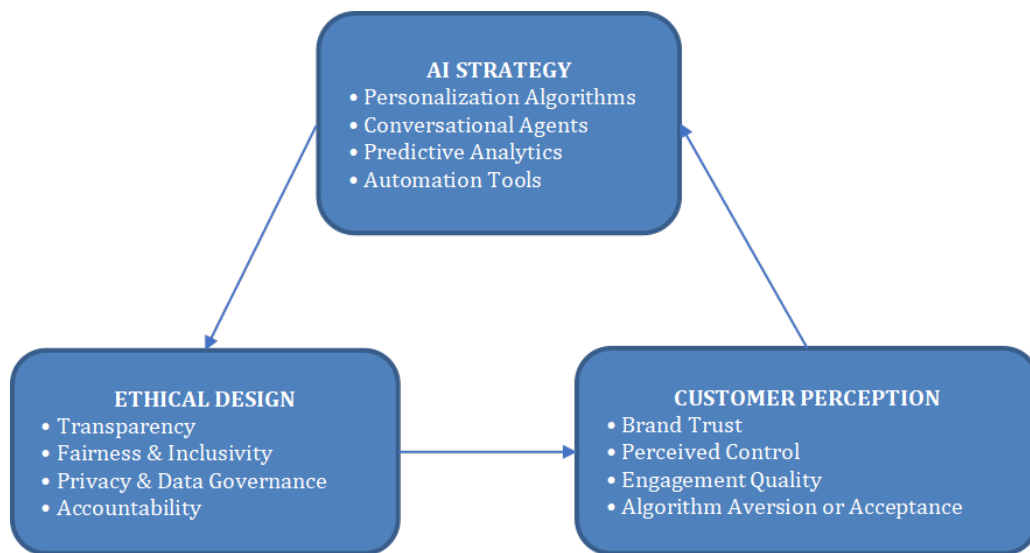 AI STRATEGY
• Personalization Algorithms
• Conversational Agents
• Predictive Analytics
• Automation Tools
ETHICAL DESIGN
• Transparency
• Fairness & Inclusivity
• Privacy & Data Governance
• Accountability
CUSTOMER PERCEPTION
• Brand Trust
• Perceived Control
• Engagement Quality
• Algorithm Aversion or Acceptance